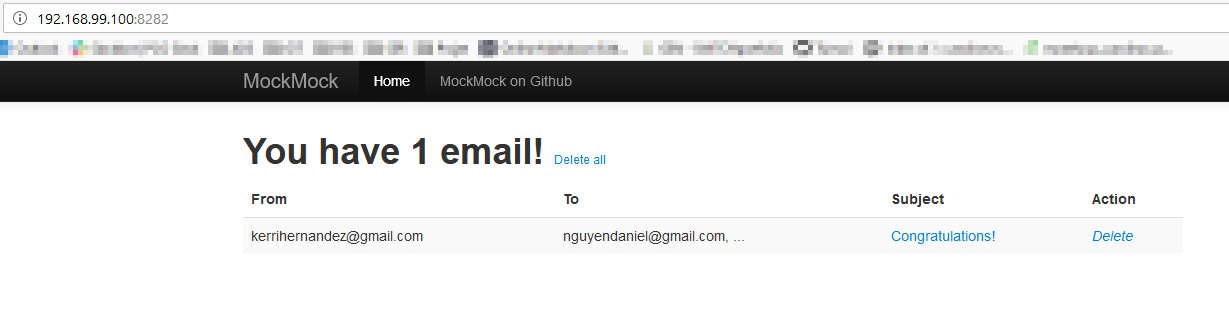 192.168.99.100:8282
MockMock Home MockMock on Github
You have 1 email! Delete all
From To Subject Action
kerrihernandez@gmail.com nguyendaniel@gmail.com, ... Congratulations! Delete